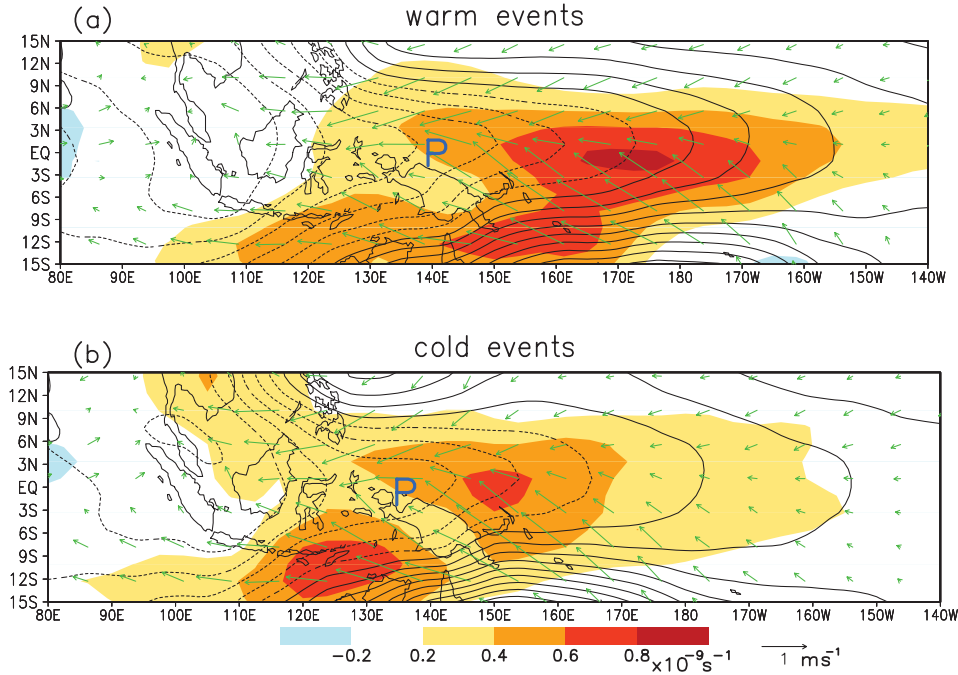 (a) warm events
15N
12N
9N
6N
3N
EQ
3S
6S
9S
12S
15S
P
80E 90E 100E 110E 120E 130E 140E 150E 160E 170E 180 170W 160W 150W 140W
(b) cold events
15N
12N
9N
6N
3N
EQ
3S
6S
9S
12S
15S
P
80E 90E 100E 110E 120E 130E 140E 150E 160E 170E 180 170W 160W 150W 140W
-0.2 0.2 0.4 0.6 0.8 x10⁻⁹s⁻¹ 1 ms⁻¹